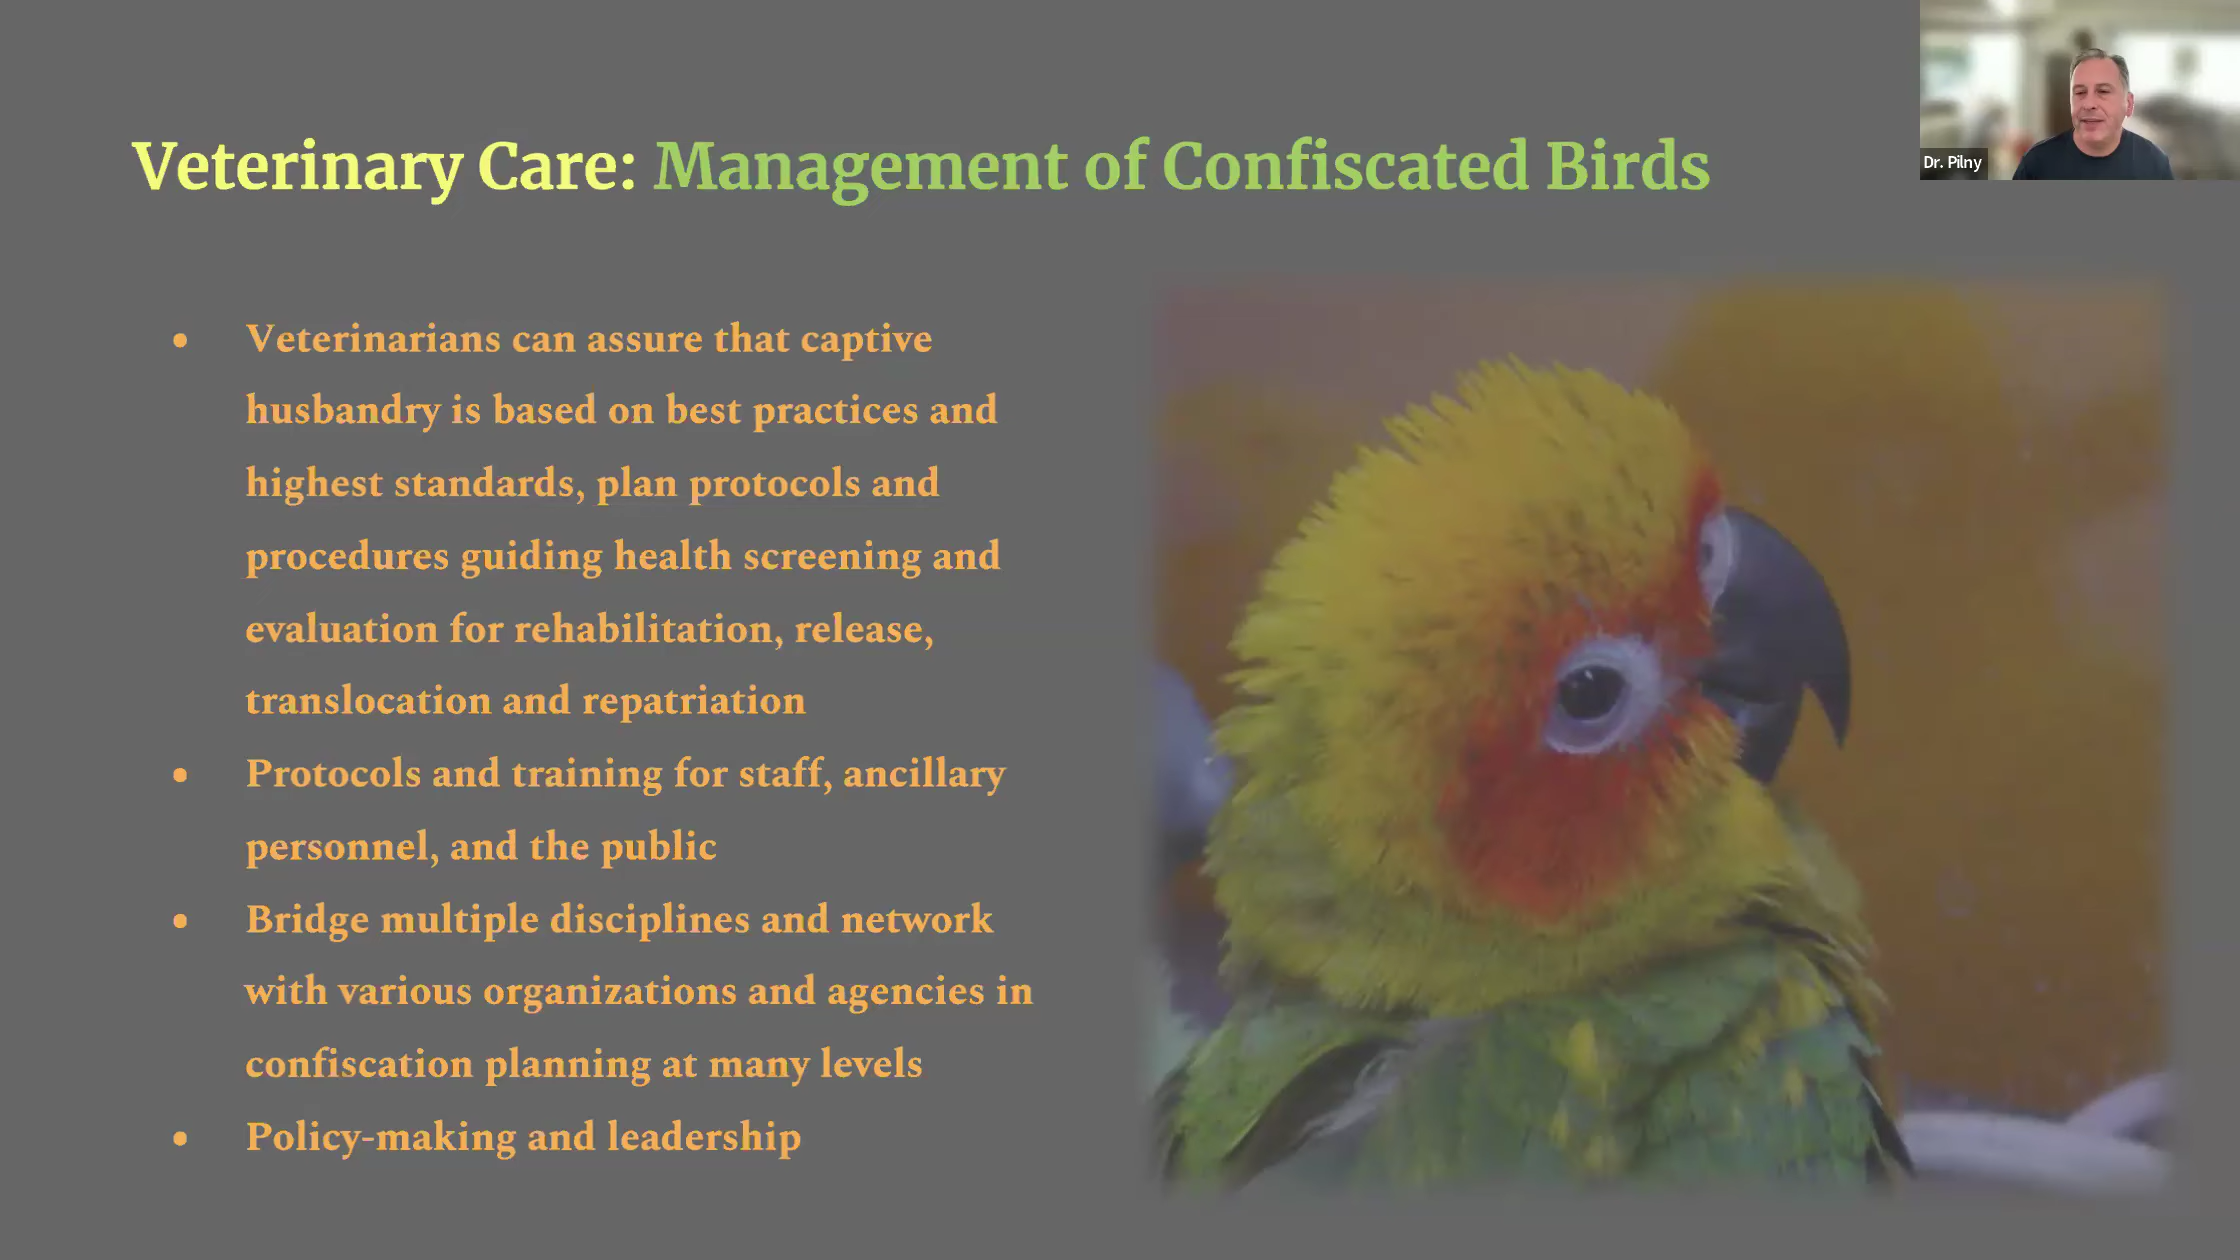 Veterinary Care: Management of Confiscated Birds
Dr. Pilny
• Veterinarians can assure that captive
husbandry is based on best practices and
highest standards, plan protocols and
procedures guiding health screening and
evaluation for rehabilitation, release,
translocation and repatriation
• Protocols and training for staff, ancillary
personnel, and the public
• Bridge multiple disciplines and network
with various organizations and agencies in
confiscation planning at many levels
• Policy-making and leadership